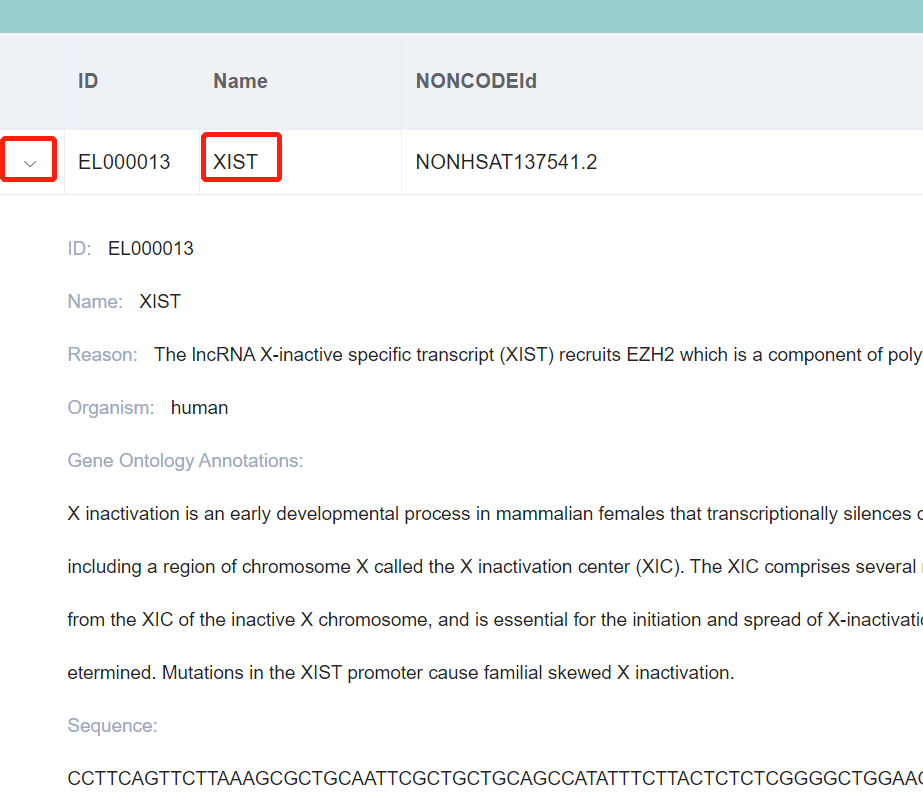 ID Name NONCODEId
EL000013 XIST NONHSAT137541.2
ID: EL000013
Name: XIST
Reason: The lncRNA X-inactive specific transcript (XIST) recruits EZH2 which is a component of poly
Organism: human
Gene Ontology Annotations:
X inactivation is an early developmental process in mammalian females that transcriptionally silences
including a region of chromosome X called the X inactivation center (XIC). The XIC comprises several
from the XIC of the inactive X chromosome, and is essential for the initiation and spread of X-inactivati
etermined. Mutations in the XIST promoter cause familial skewed X inactivation.
Sequence:
CCTTCAGTTCTTAAAGCGCTGCAATTCGCTGCTGCAGCCATATTTCTTACTCTCTCGGGGCTGGAAG